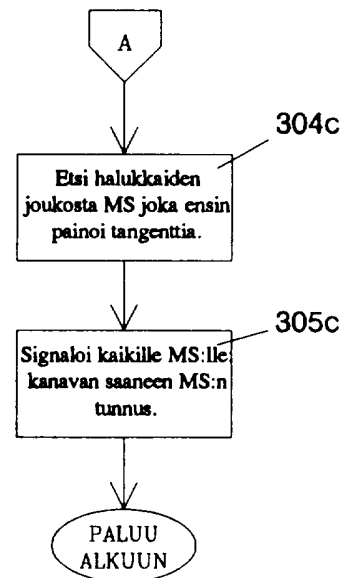 A
304c
Etsi halukkaiden
joukosta MS joka ensin
painoi tangenttia.
305c
Signaloi kaikille MS:lle
kanavan saaneen MS:n
tunnus.
PALUU
ALKUUN